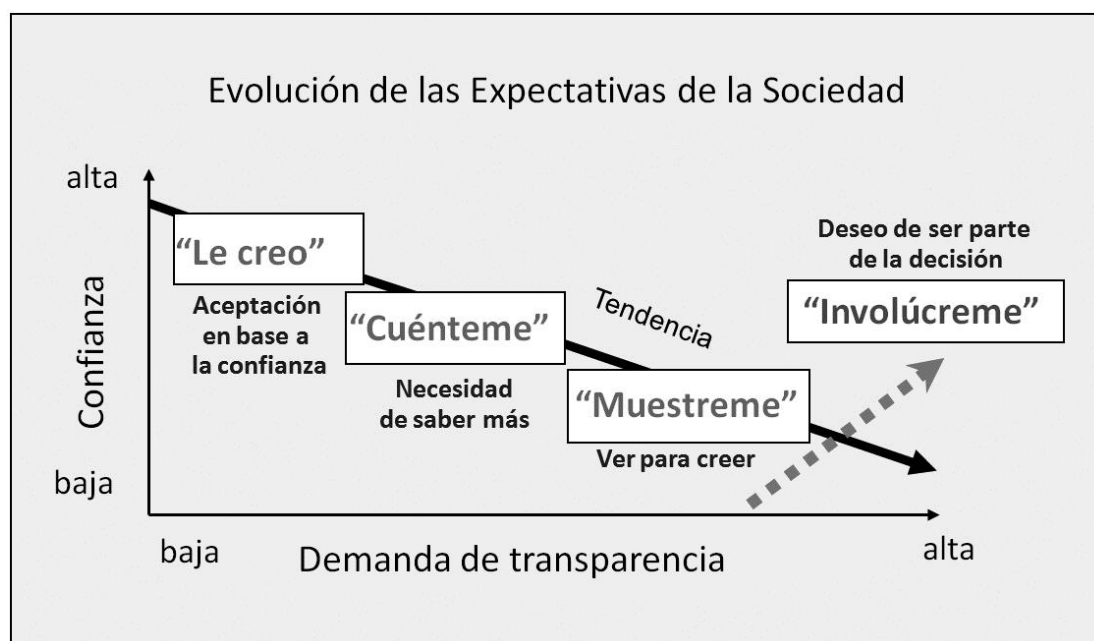 Evolución de las Expectativas de la Sociedad
alta
Confianza
baja
“Le creo”
Aceptación
en base a
la confianza
“Cuénteme”
Necesidad
de saber más
Tendencia
“Muestreme”
Ver para creer
Deseo de ser parte
de la decisión
“Involúcreme”
baja
Demanda de transparencia
alta